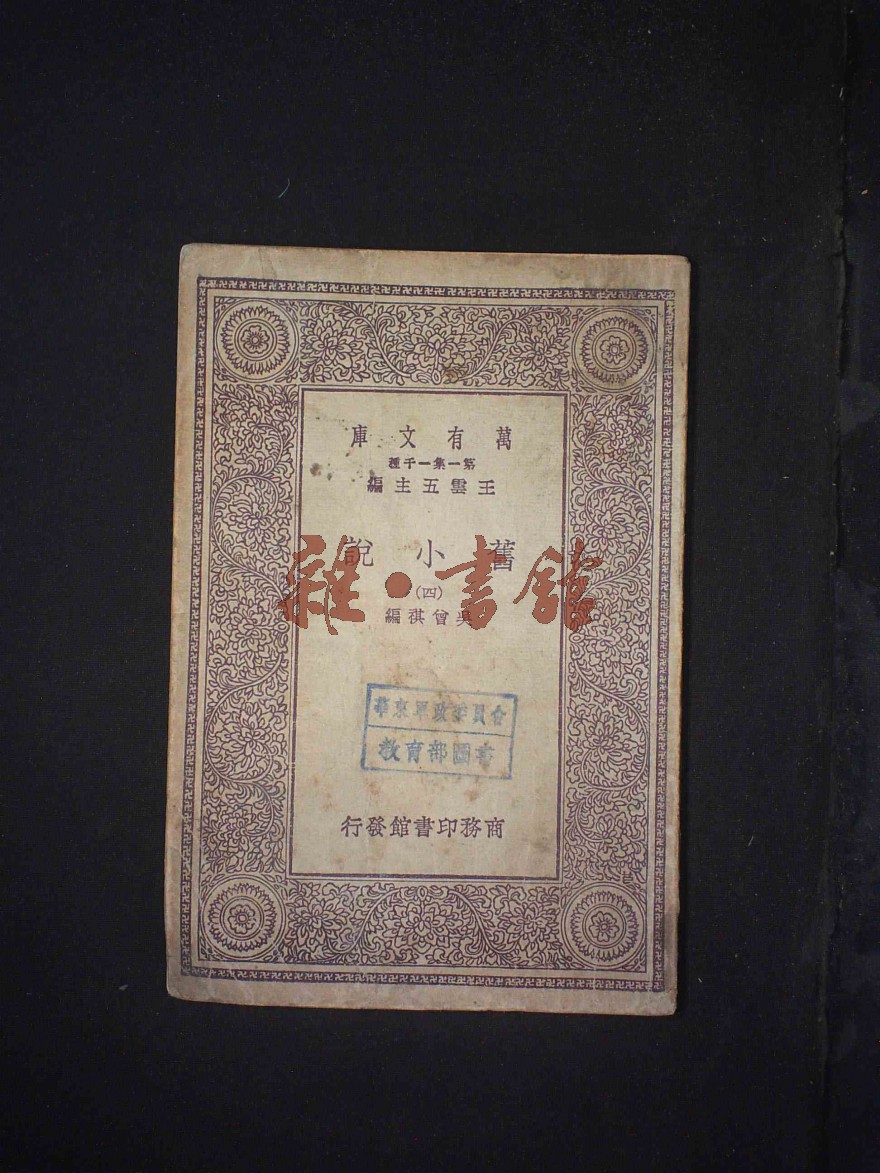 萬有文庫
第一集一千種
王雲五主編
舊小說
(四)
吳曾祺編
雜·書館
華東軍政委員會
教育部圖書
商務印書館發行